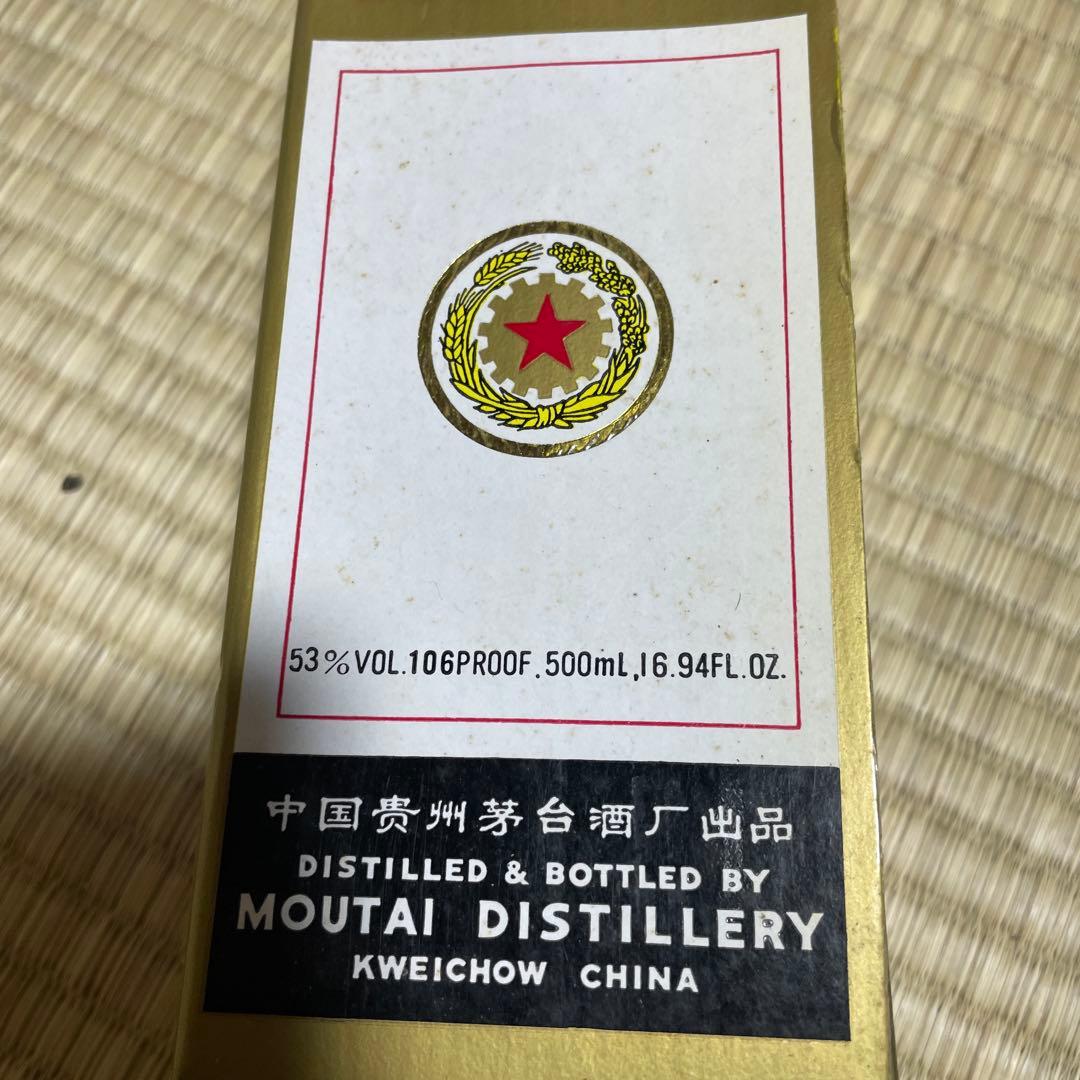 53%VOL.106PROOF.500mL,16.94FL.OZ.
中国贵州茅台酒厂出品
DISTILLED & BOTTLED BY
MOUTAI DISTILLERY
KWEICHOW CHINA